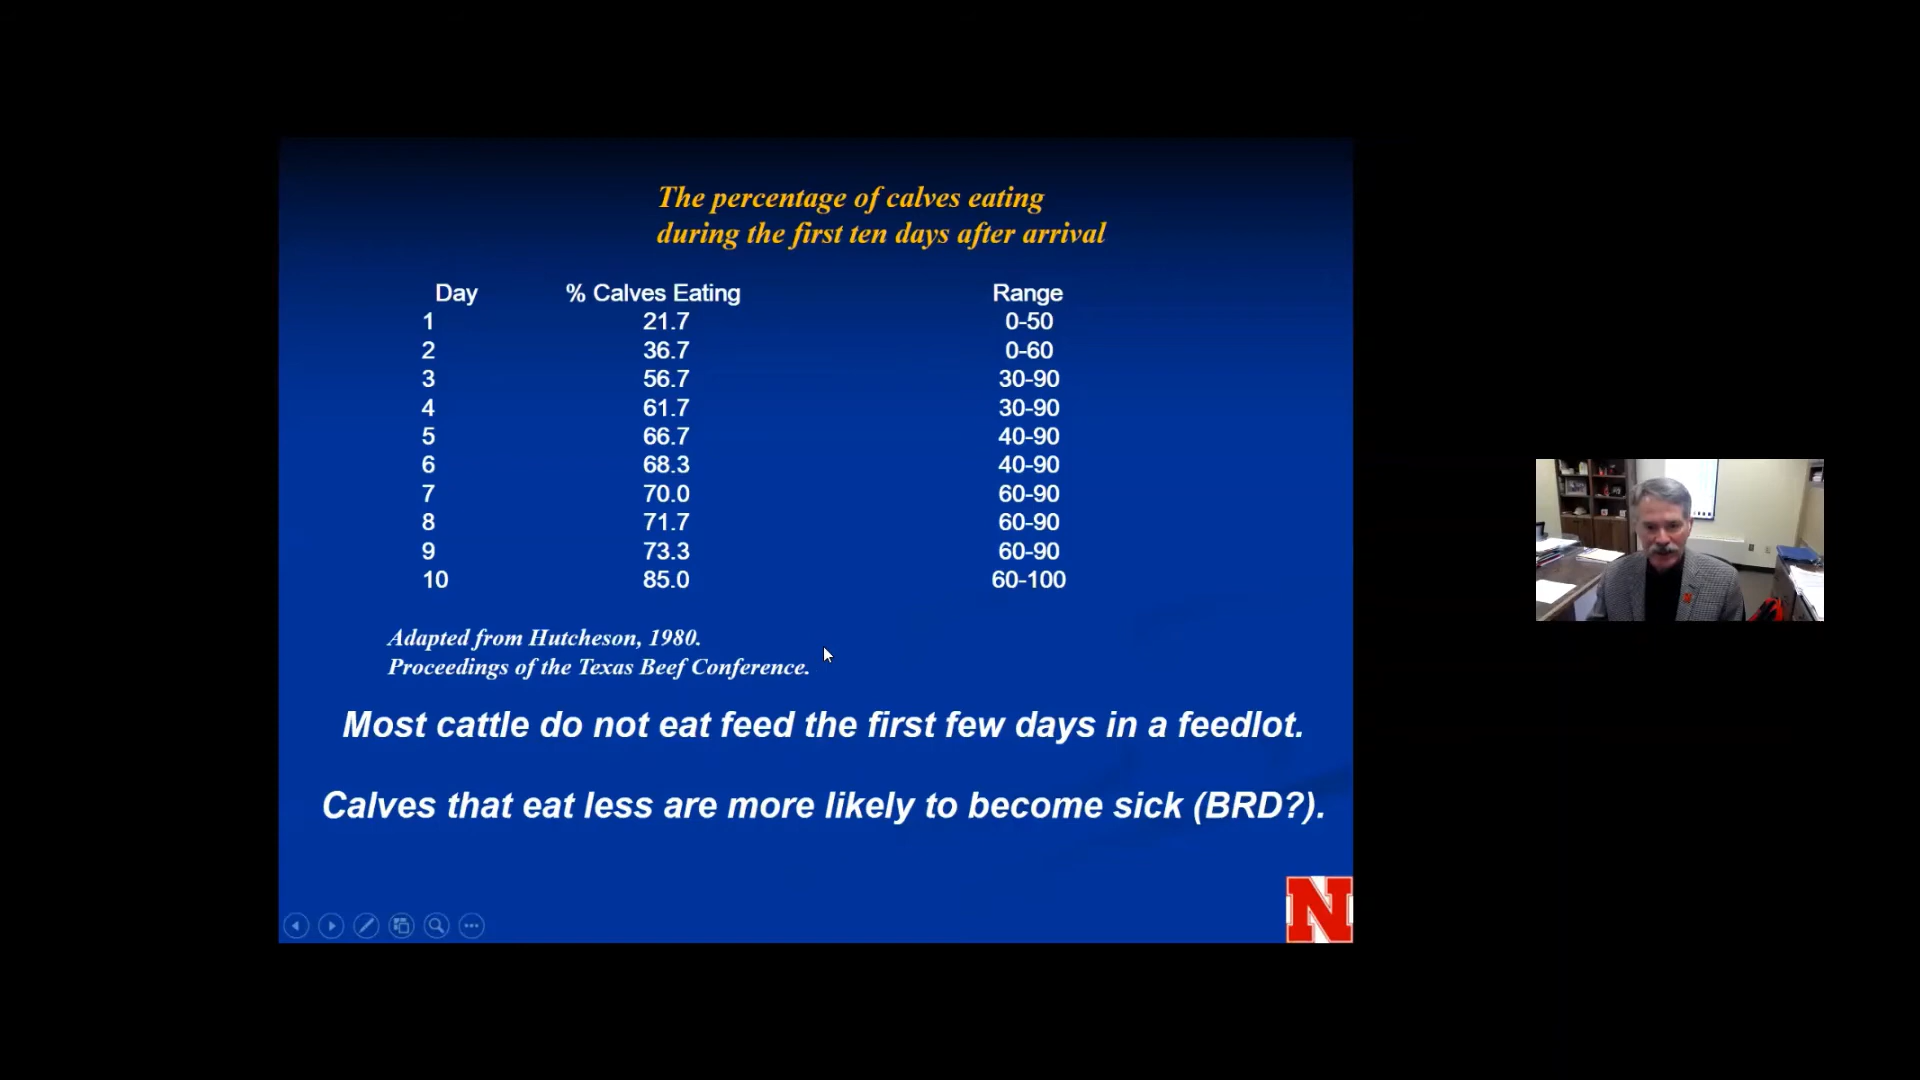 The percentage of calves eating
during the first ten days after arrival
Day % Calves Eating Range
1 21.7 0-50
2 36.7 0-60
3 56.7 30-90
4 61.7 30-90
5 66.7 40-90
6 68.3 40-90
7 70.0 60-90
8 71.7 60-90
9 73.3 60-90
10 85.0 60-100
Adapted from Hutcheson, 1980.
Proceedings of the Texas Beef Conference.
Most cattle do not eat feed the first few days in a feedlot.
Calves that eat less are more likely to become sick (BRD?).
N